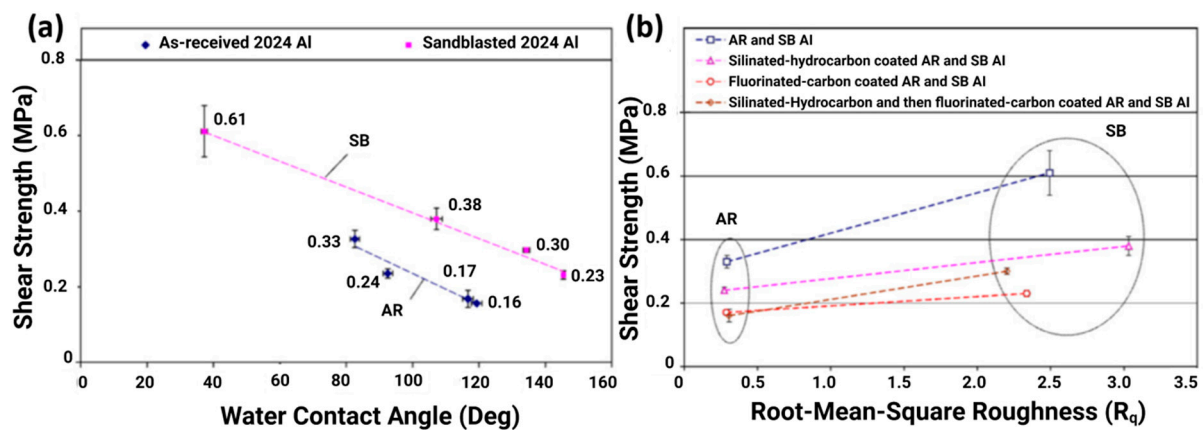 (a)
As-received 2024 Al
Sandblasted 2024 Al
0.8
0.6
0.4
0.2
0
Shear Strength (MPa)
0.61
SB
0.38
0.33
0.30
0.24
0.17
0.23
0.16
AR
0 20 40 60 80 100 120 140 160
Water Contact Angle (Deg)
(b)
AR and SB Al
Silinated-hydrocarbon coated AR and SB Al
Fluorinated-carbon coated AR and SB Al
Silinated-Hydrocarbon and then fluorinated-carbon coated AR and SB Al
0.8
0.6
0.4
0.2
0
Shear Strength (MPa)
SB
AR
0 0.5 1.0 1.5 2.0 2.5 3.0 3.5
Root-Mean-Square Roughness (Rq)